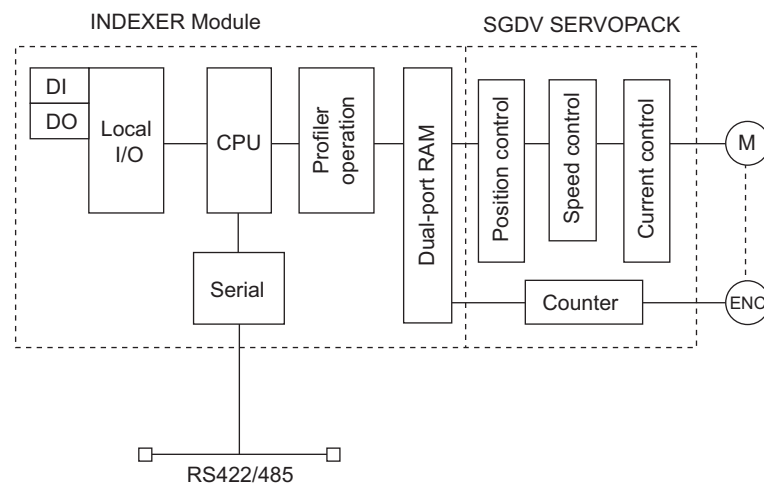 INDEXER Module
SGDV SERVOPACK
DI
DO
Local
I/O
CPU
Profiler
operation
Dual-port RAM
Position control
Speed control
Current control
M
Serial
Counter
ENC
RS422/485